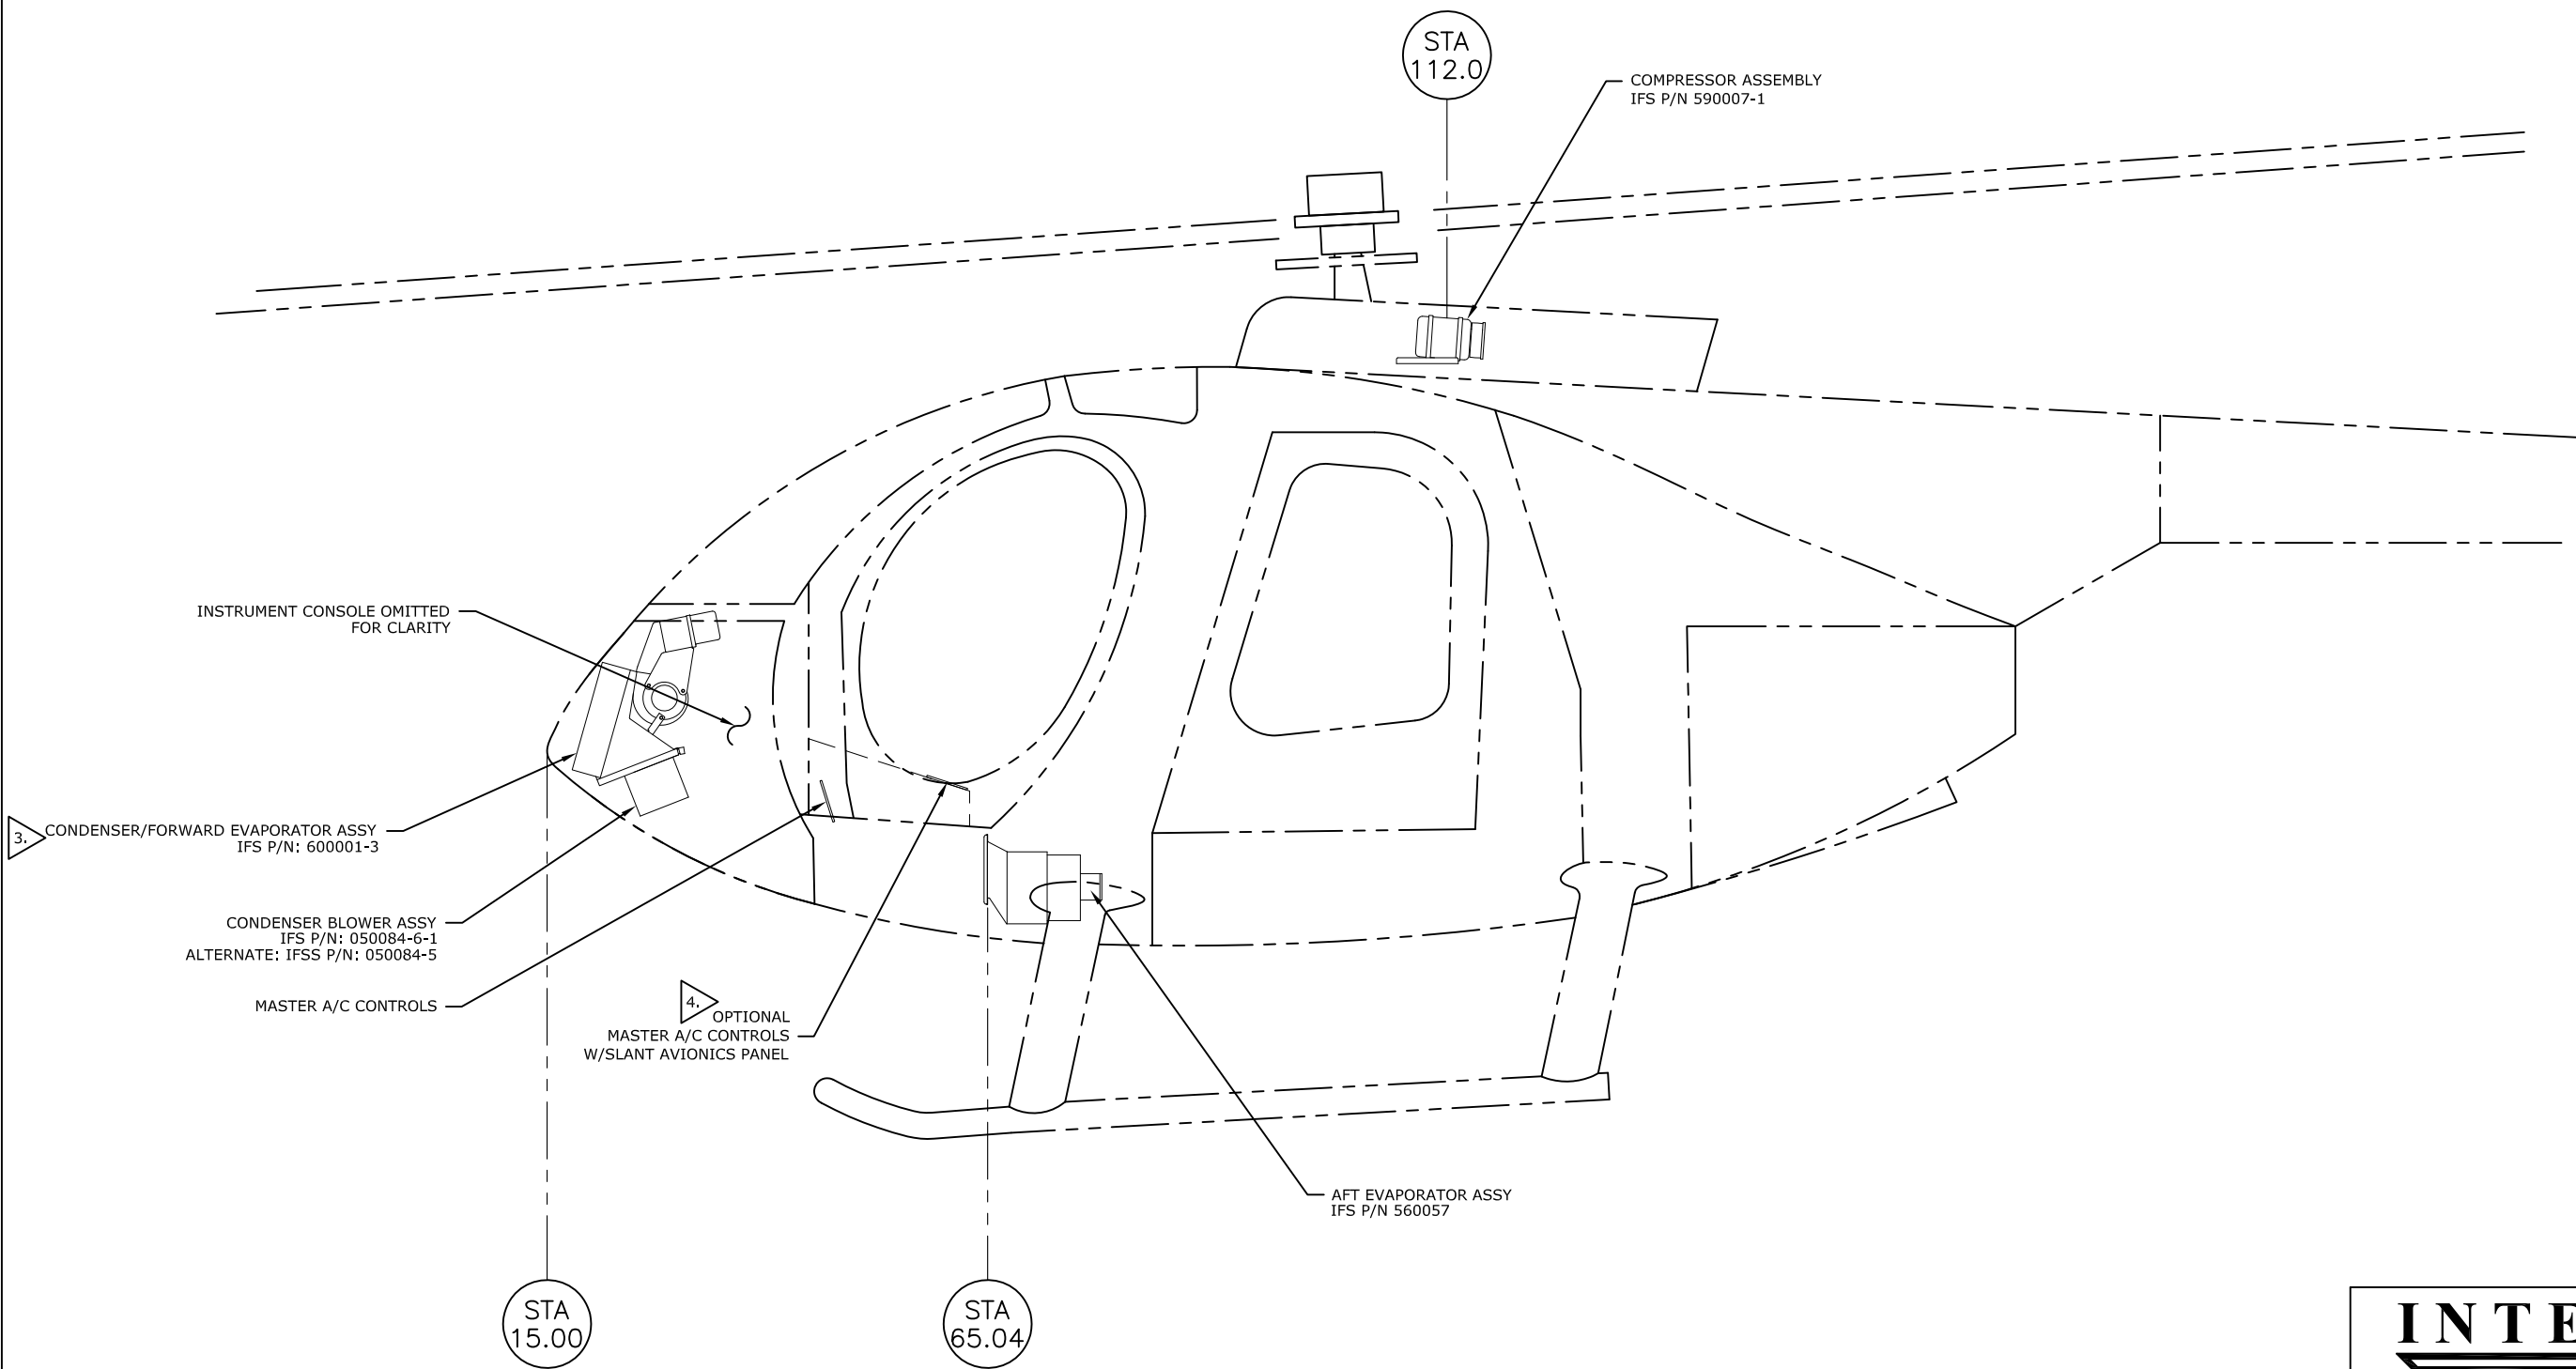 STA
112.0
COMPRESSOR ASSEMBLY
IFS P/N 590007-1
INSTRUMENT CONSOLE OMITTED
FOR CLARITY
3.
CONDENSER/FORWARD EVAPORATOR ASSY
IFS P/N: 600001-3
CONDENSER BLOWER ASSY
IFS P/N: 050084-6-1
ALTERNATE: IFSS P/N: 050084-5
MASTER A/C CONTROLS
4.
OPTIONAL
MASTER A/C CONTROLS
W/SLANT AVIONICS PANEL
AFT EVAPORATOR ASSY
IFS P/N 560057
STA
15.00
STA
65.04
INTE